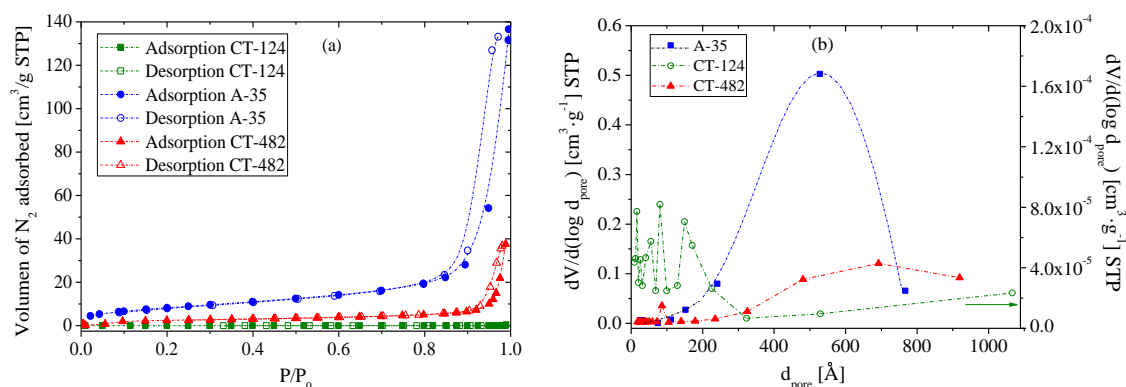 (a)
Volumen of N₂ adsorbed [cm³/g STP]
140
120
100
80
60
40
20
0
Adsorption CT-124
Desorption CT-124
Adsorption A-35
Desorption A-35
Adsorption CT-482
Desorption CT-482
0.0 0.2 0.4 0.6 0.8 1.0
P/P₀
(b)
dV/d(log d_pore) [cm³·g⁻¹] STP
0.6
0.5
0.4
0.3
0.2
0.1
0.0
A-35
CT-124
CT-482
2.0x10⁻⁴
1.6x10⁻⁴
1.2x10⁻⁴
8.0x10⁻⁵
4.0x10⁻⁵
0.0
dV/d(log d_pore) [cm³·g⁻¹] STP
0 200 400 600 800 1000
d_pore [Å]